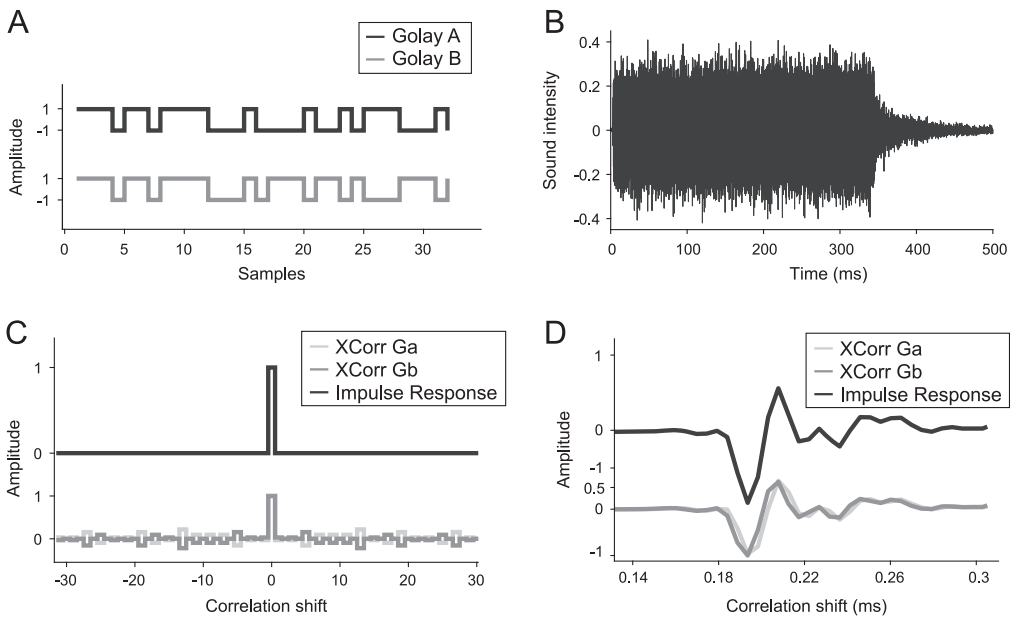 A
Golay A
Golay B
Amplitude
1
-1
1
-1
0 5 10 15 20 25 30
Samples
B
Sound intensity
0.4
0.2
0
-0.2
-0.4
0 100 200 300 400 500
Time (ms)
C
XCorr Ga
XCorr Gb
Impulse Response
Amplitude
1
0
1
0
-30 -20 -10 0 10 20 30
Correlation shift
D
XCorr Ga
XCorr Gb
Impulse Response
Amplitude
1
0
-1
0.5
0
-1
0.14 0.18 0.22 0.26 0.3
Correlation shift (ms)